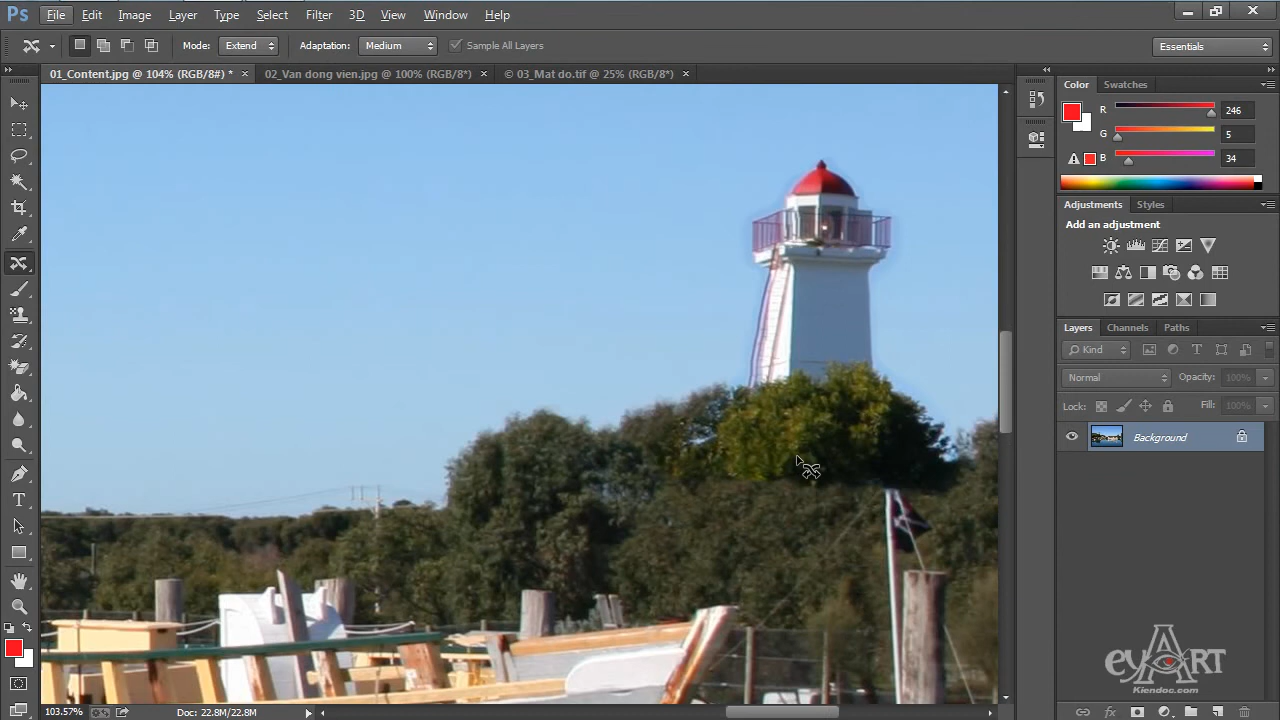 Ps File Edit Image Layer Type Select Filter 3D View Window Help
Mode: Extend Adaptation: Medium Sample All Layers Essentials
01_Content.jpg @ 104% (RGB/8#) * × 02_Van dong vien.jpg @ 100% (RGB/8*) × © 03_Mat do.tif @ 25% (RGB/8*) ×
Color Swatches
R 246
G 5
B 34
Adjustments Styles
Add an adjustment
Layers Channels Paths
Kind
Normal Opacity: 100%
Lock: Fill: 100%
Background
eyART
Kiendoc.com
103.57% Doc: 22.8M/22.8M